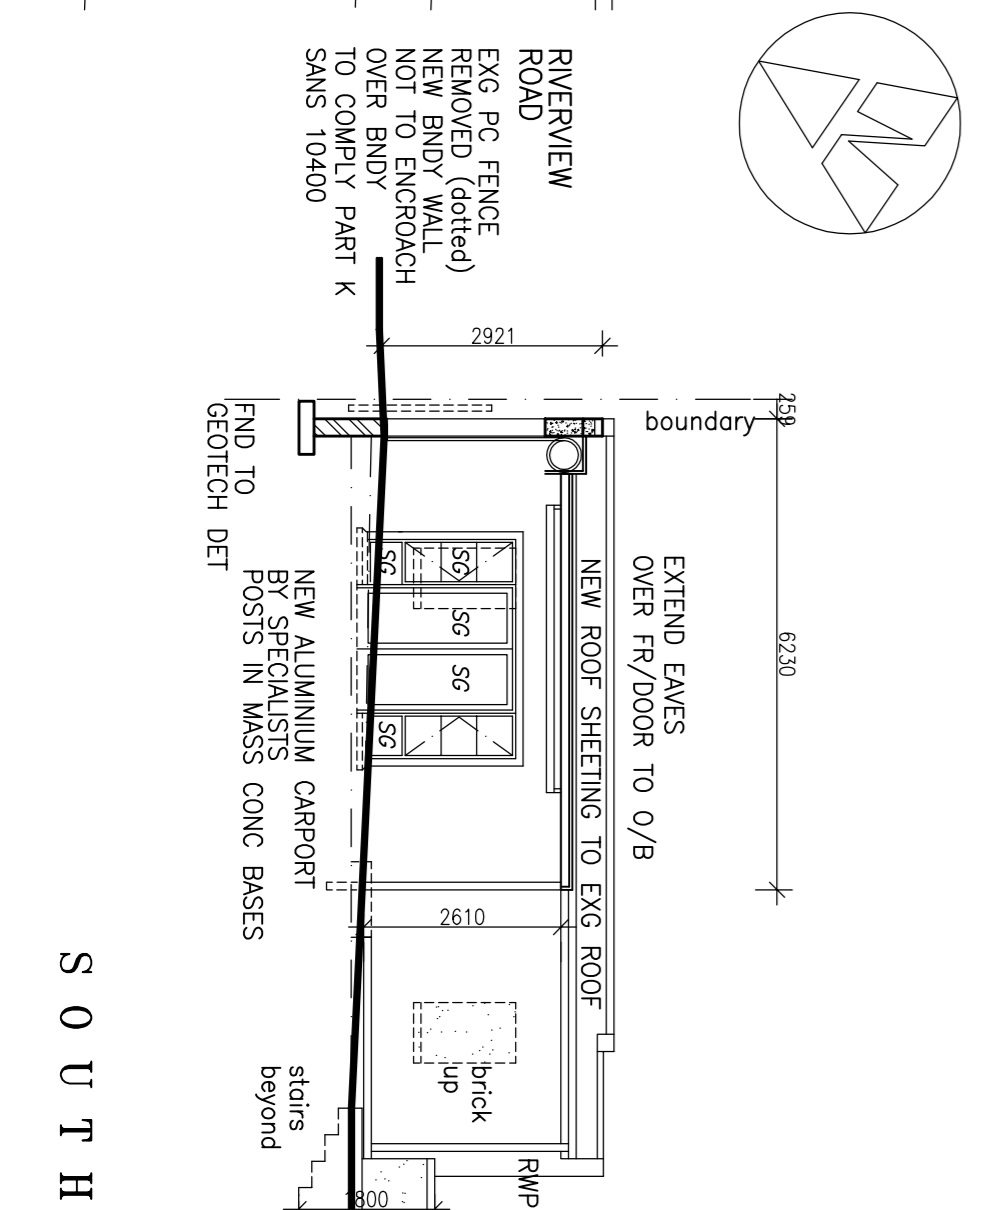 RIVERVIEW
ROAD
EXG PC FENCE
REMOVED (dotted)
NEW BNDY WALL
NOT TO ENCROACH
OVER BNDY
TO COMPLY PART K
SANS 10400
2921
259
boundary
FND TO
GEOTECH DET
6230
EXTEND EAVES
OVER FR/DOOR TO O/B
NEW ROOF SHEETING TO EXG ROOF
SG
SG
SG
SG
SG
NEW ALUMINIUM CARPORT
BY SPECIALISTS
POSTS IN MASS CONC BASES
2610
brick
up
stairs
beyond
RWP
1800
SOUTH